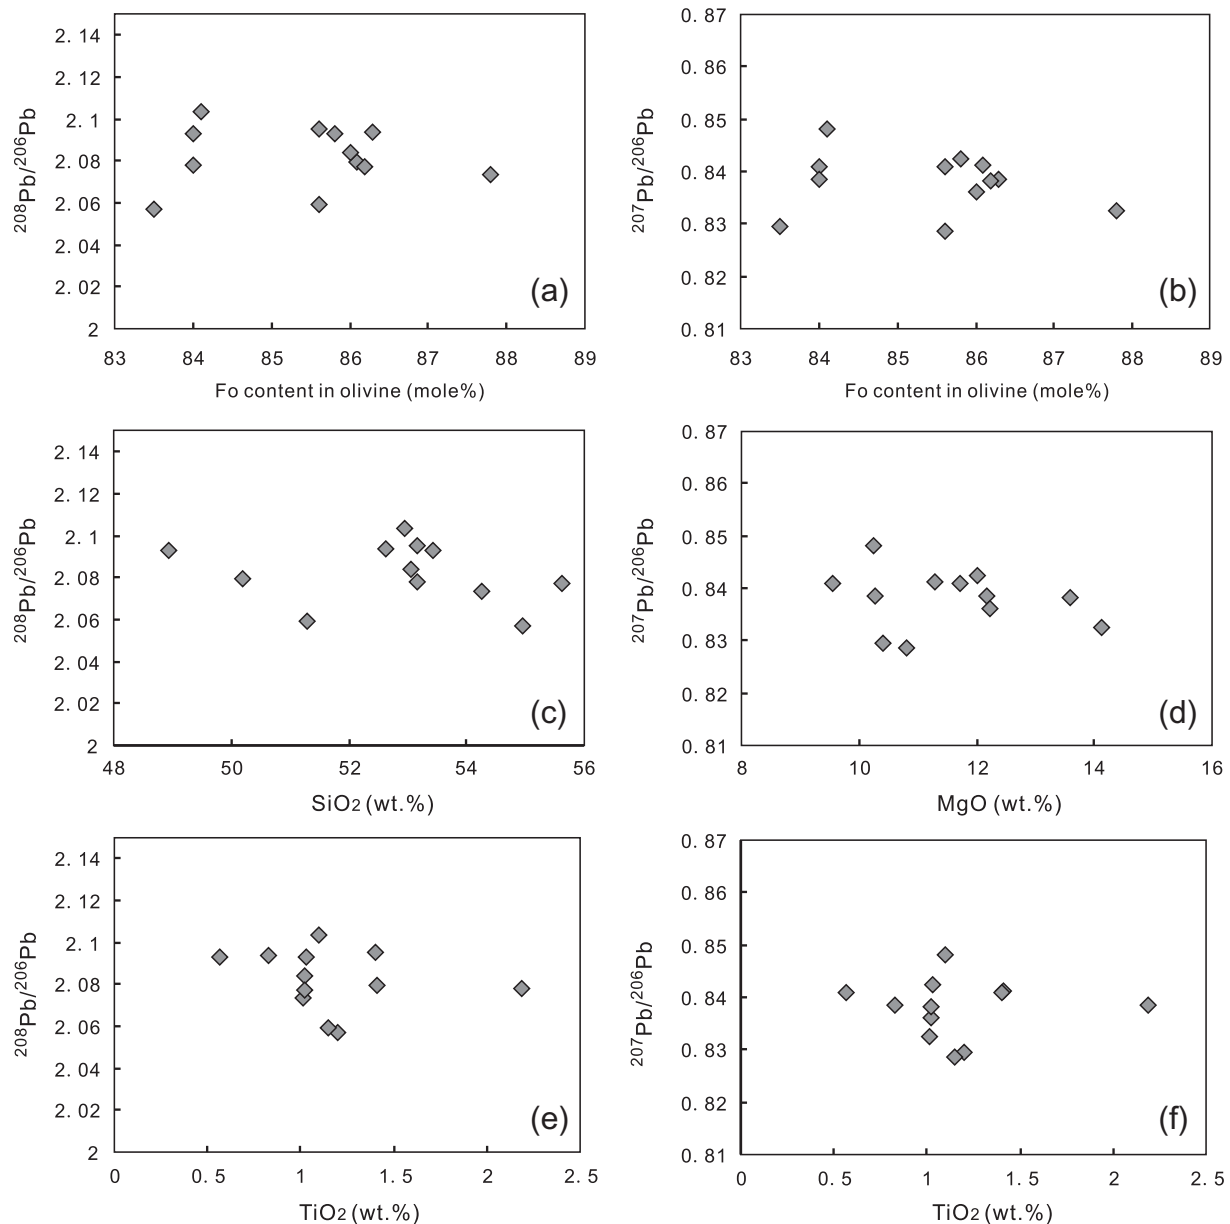 2. 14
2. 12
2. 1
2. 08
2. 06
2. 04
2. 02
2
208Pb/206Pb
(a)
83 84 85 86 87 88 89
Fo content in olivine (mole%)
0. 87
0. 86
0. 85
0. 84
0. 83
0. 82
0. 81
207Pb/206Pb
(b)
83 84 85 86 87 88 89
Fo content in olivine (mole%)
2. 14
2. 12
2. 1
2. 08
2. 06
2. 04
2. 02
2
208Pb/206Pb
(c)
48 50 52 54 56
SiO2 (wt.%)
0. 87
0. 86
0. 85
0. 84
0. 83
0. 82
0. 81
207Pb/206Pb
(d)
8 10 12 14 16
MgO (wt.%)
2. 14
2. 12
2. 1
2. 08
2. 06
2. 04
2. 02
2
208Pb/206Pb
(e)
0 0. 5 1 1. 5 2 2. 5
TiO2 (wt.%)
0. 87
0. 86
0. 85
0. 84
0. 83
0. 82
0. 81
207Pb/206Pb
(f)
0 0. 5 1 1. 5 2 2. 5
TiO2 (wt.%)